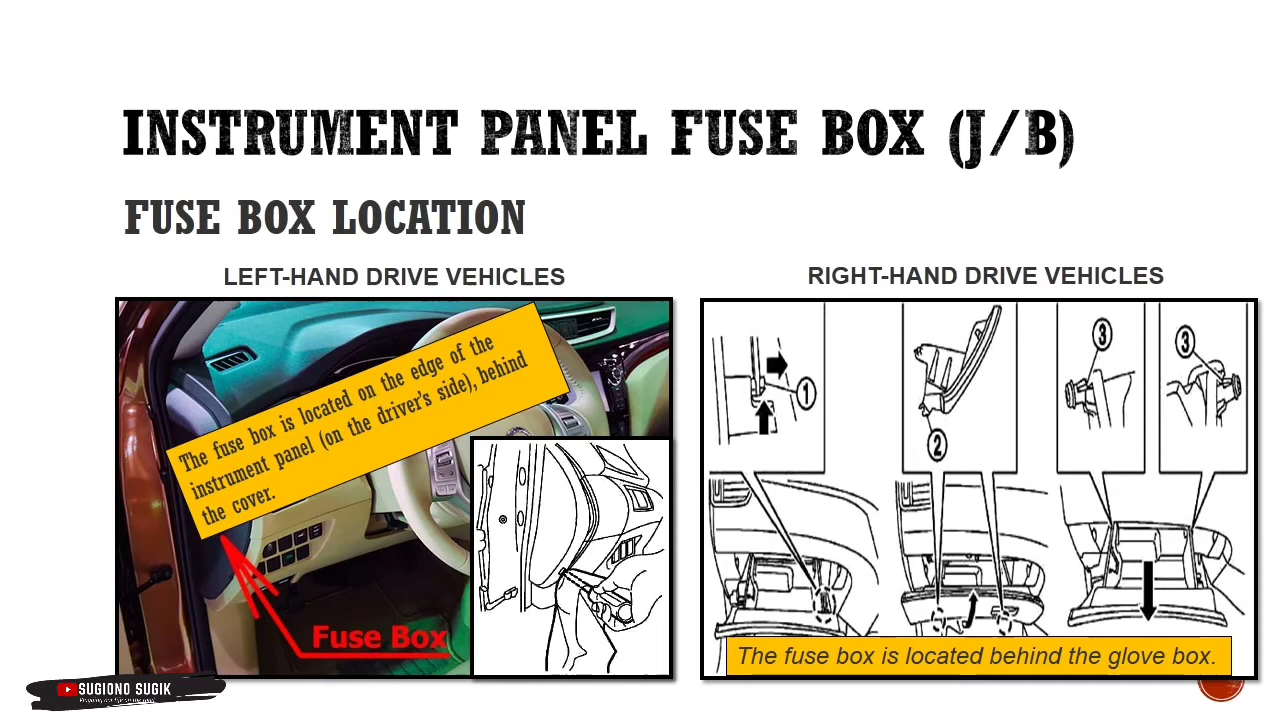 INSTRUMENT PANEL FUSE BOX (J/B)
FUSE BOX LOCATION
LEFT-HAND DRIVE VEHICLES
The fuse box is located on the edge of the
instrument panel (on the driver's side), behind
the cover.
Fuse Box
RIGHT-HAND DRIVE VEHICLES
1
2
3
3
The fuse box is located behind the glove box.
SUGIONO SUGIK